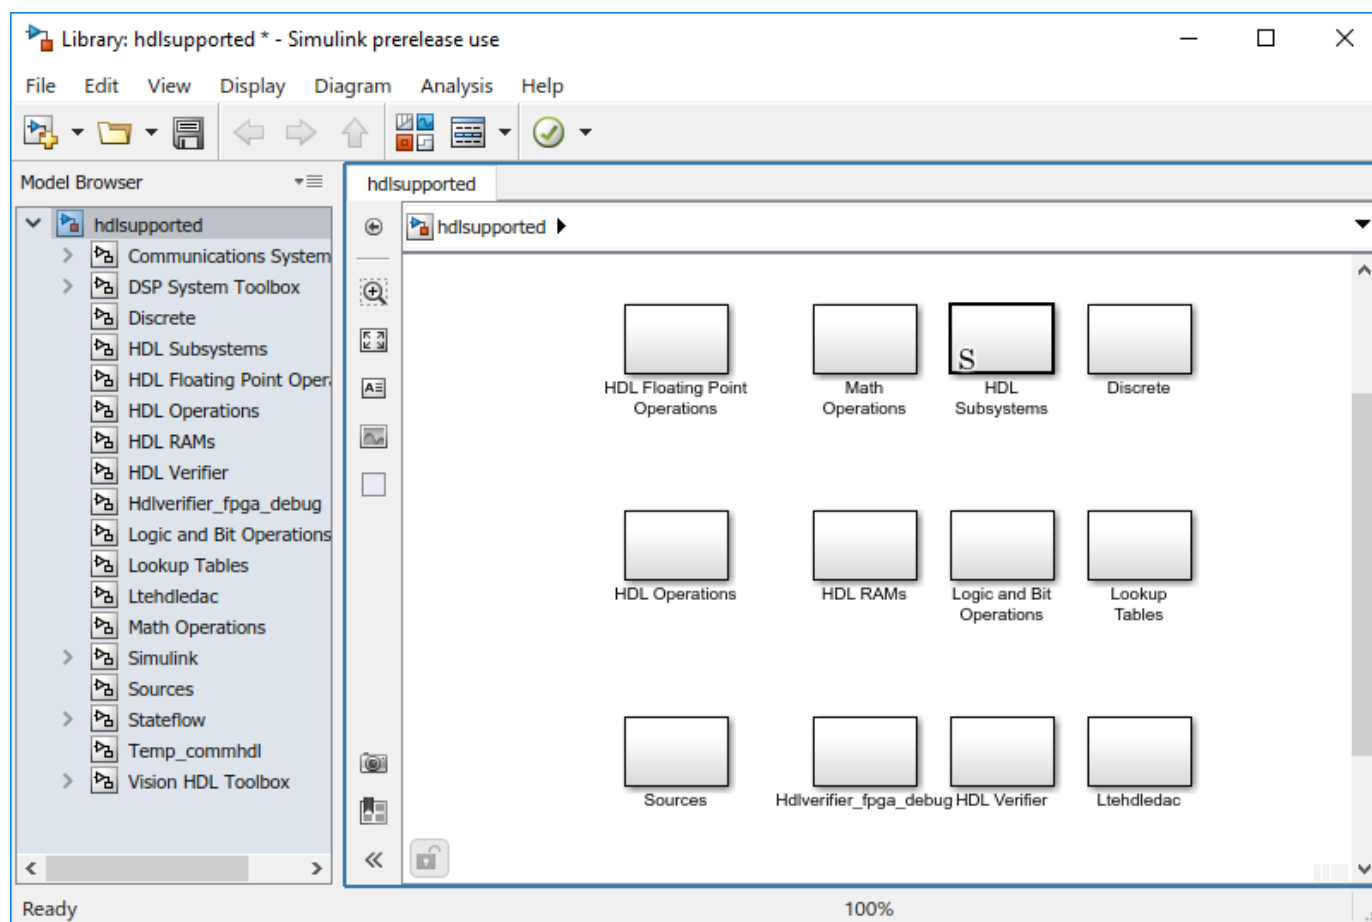 Library: hdlsupported * - Simulink prerelease use
File Edit View Display Diagram Analysis Help
Model Browser
hdlsupported
Communications System
DSP System Toolbox
Discrete
HDL Subsystems
HDL Floating Point Oper
HDL Operations
HDL RAMs
HDL Verifier
Hdlverifier_fpga_debug
Logic and Bit Operations
Lookup Tables
Ltehdledac
Math Operations
Simulink
Sources
Stateflow
Temp_commhdl
Vision HDL Toolbox
hdlsupported
hdlsupported
HDL Floating Point
Operations
Math
Operations
S
HDL
Subsystems
Discrete
HDL Operations
HDL RAMs
Logic and Bit
Operations
Lookup
Tables
Sources
Hdlverifier_fpga_debug
HDL Verifier
Ltehdledac
Ready
100%